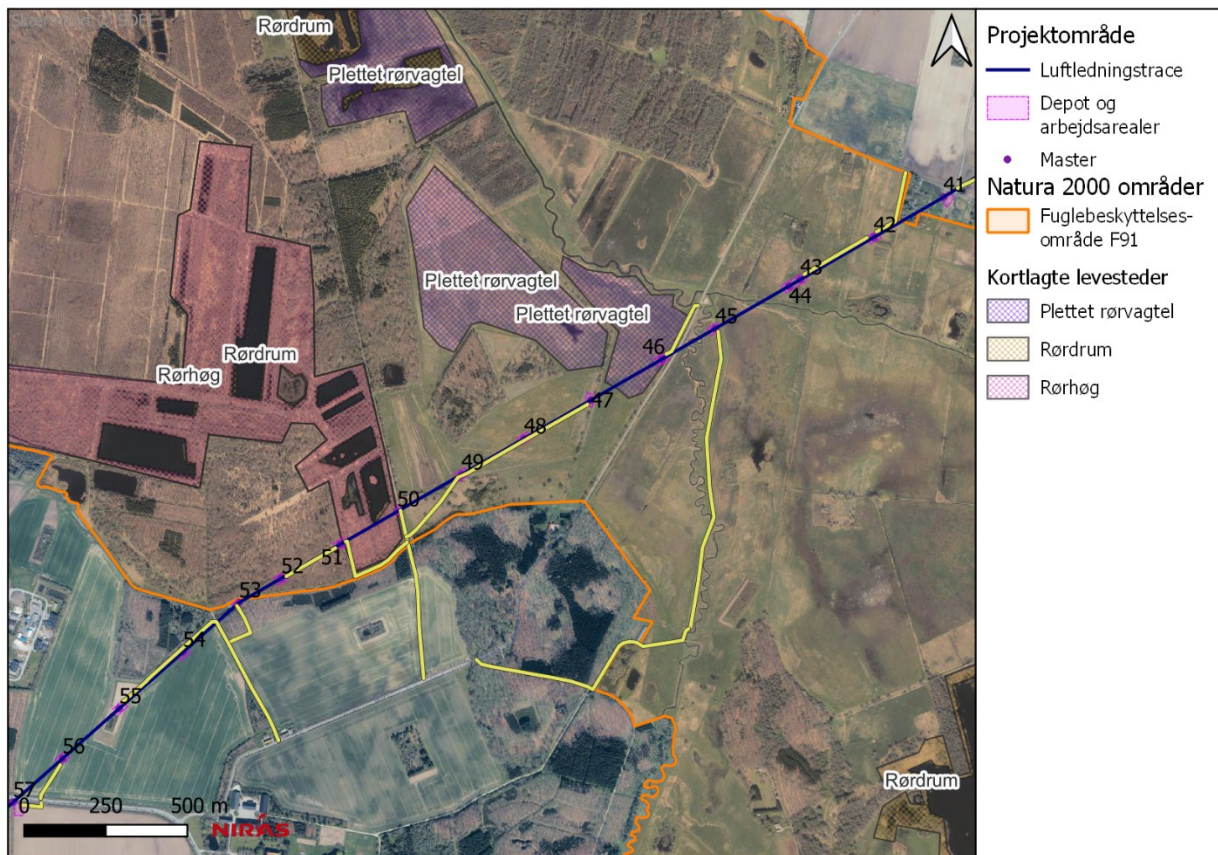 Rørdrum
Plettet rørvagtel
Plettet rørvagtel
Plettet rørvagtel
Rørdrum
Rørhøg
Rørdrum
41
42
43
44
45
46
47
48
49
50
51
52
53
54
55
56
57
0 250 500 m
NIRAS
Projektområde
Luftledningstrace
Depot og
arbejdsarealer
Master
Natura 2000 områder
Fuglebeskyttelses-
område F91
Kortlagte levesteder
Plettet rørvagtel
Rørdrum
Rørhøg